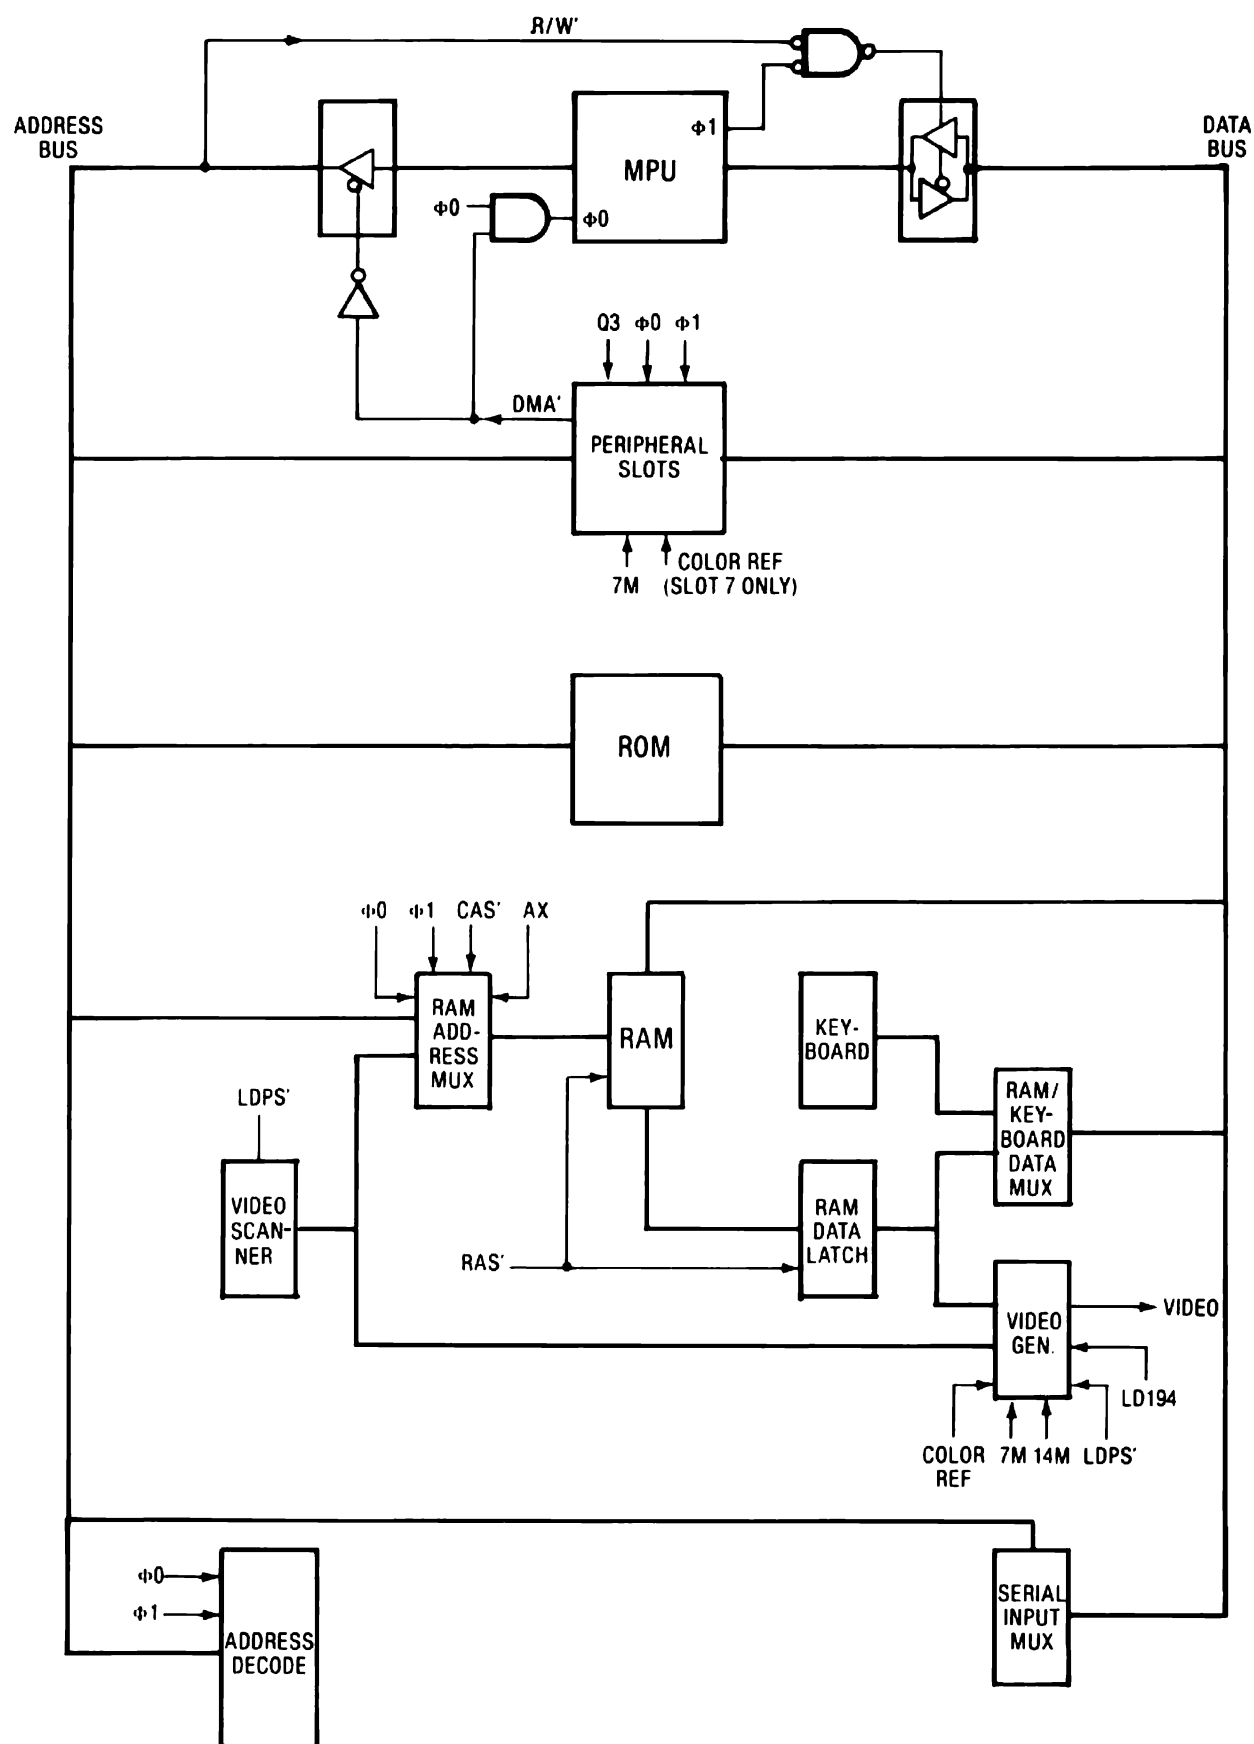 R/W'
ADDRESS
BUS
DATA
BUS
Φ1
MPU
Φ0
Φ0
Q3 Φ0 Φ1
DMA'
PERIPHERAL
SLOTS
7M
COLOR REF
(SLOT 7 ONLY)
ROM
Φ0 Φ1 CAS' AX
RAM
ADD-
RESS
MUX
RAM
KEY-
BOARD
RAM/
KEY-
BOARD
DATA
MUX
LDPS'
VIDEO
SCAN-
NER
RAM
DATA
LATCH
RAS'
VIDEO
GEN.
VIDEO
LD194
COLOR
REF
7M 14M LDPS'
Φ0
Φ1
ADDRESS
DECODE
SERIAL
INPUT
MUX